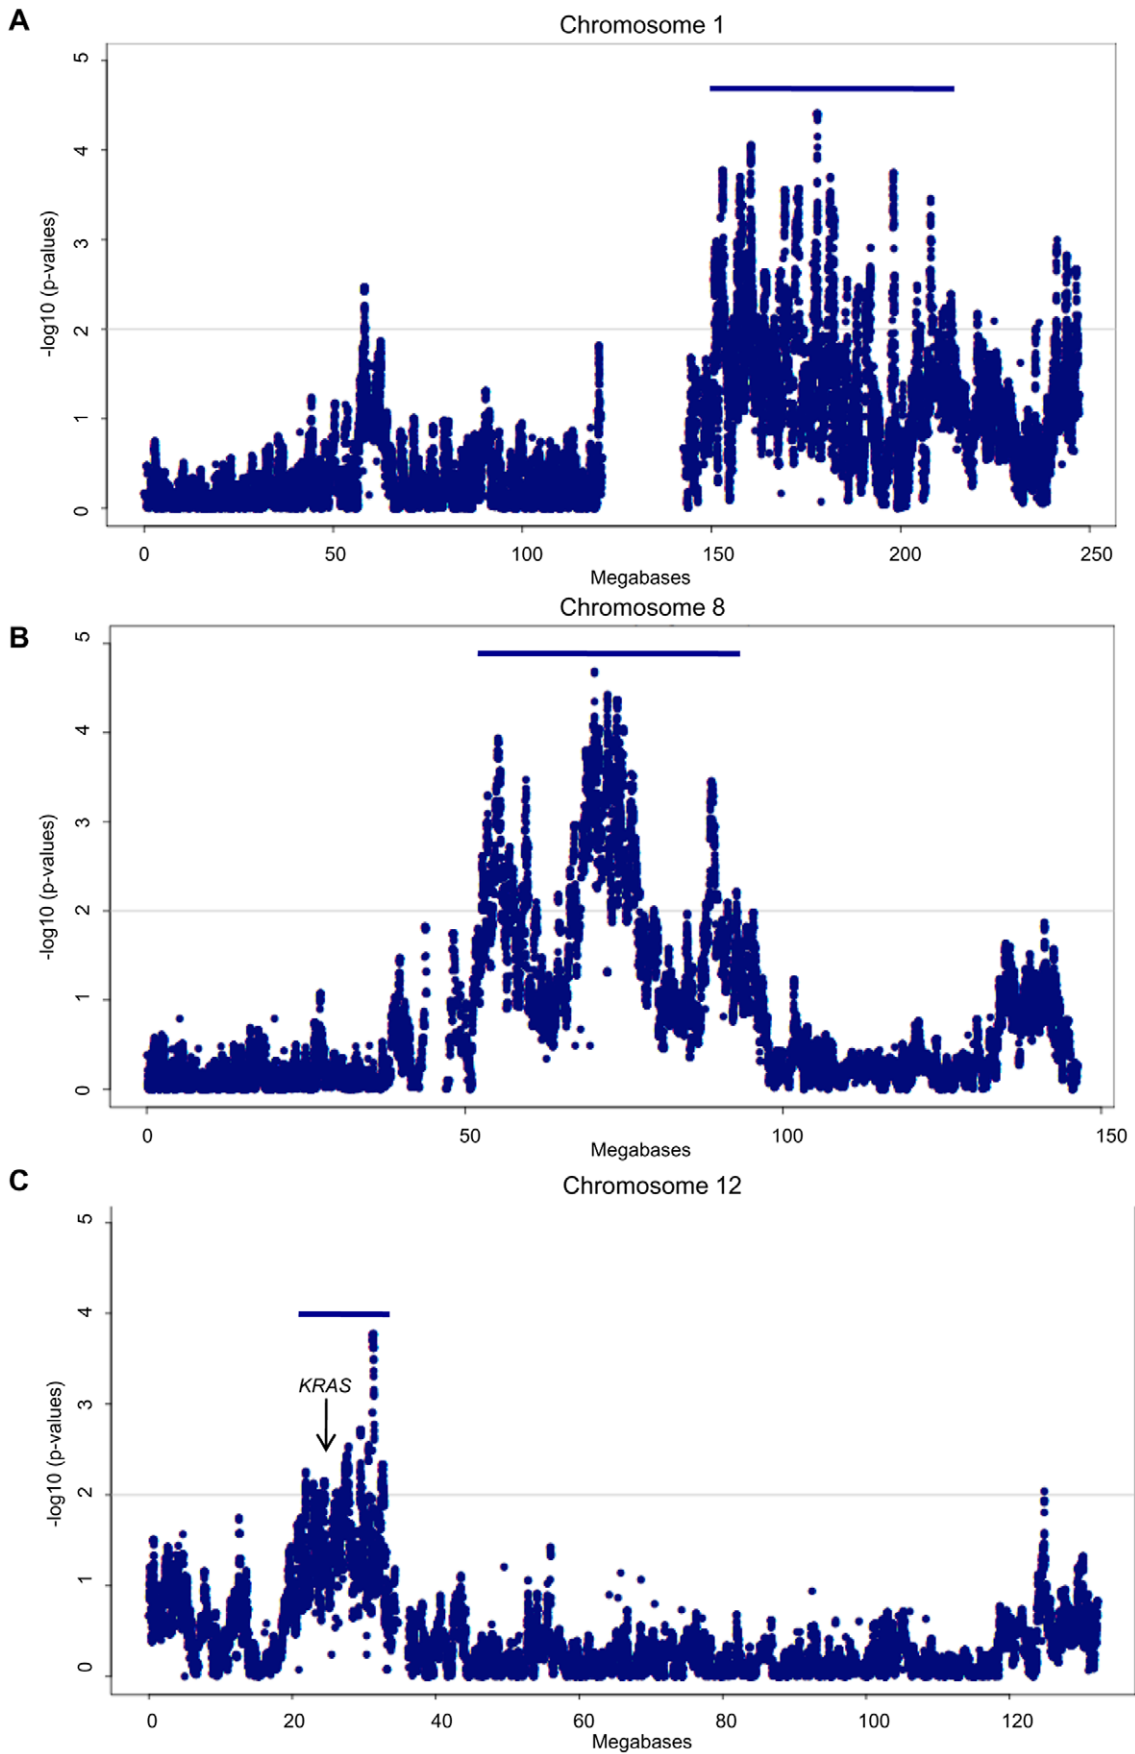 A
Chromosome 1
5
4
3
2
1
0
-log10 (p-values)
0 50 100 150 200 250
Megabases
B
Chromosome 8
5
4
3
2
1
0
-log10 (p-values)
0 50 100 150
Megabases
C
Chromosome 12
5
4
3
2
1
0
-log10 (p-values)
KRAS
0 20 40 60 80 100 120
Megabases